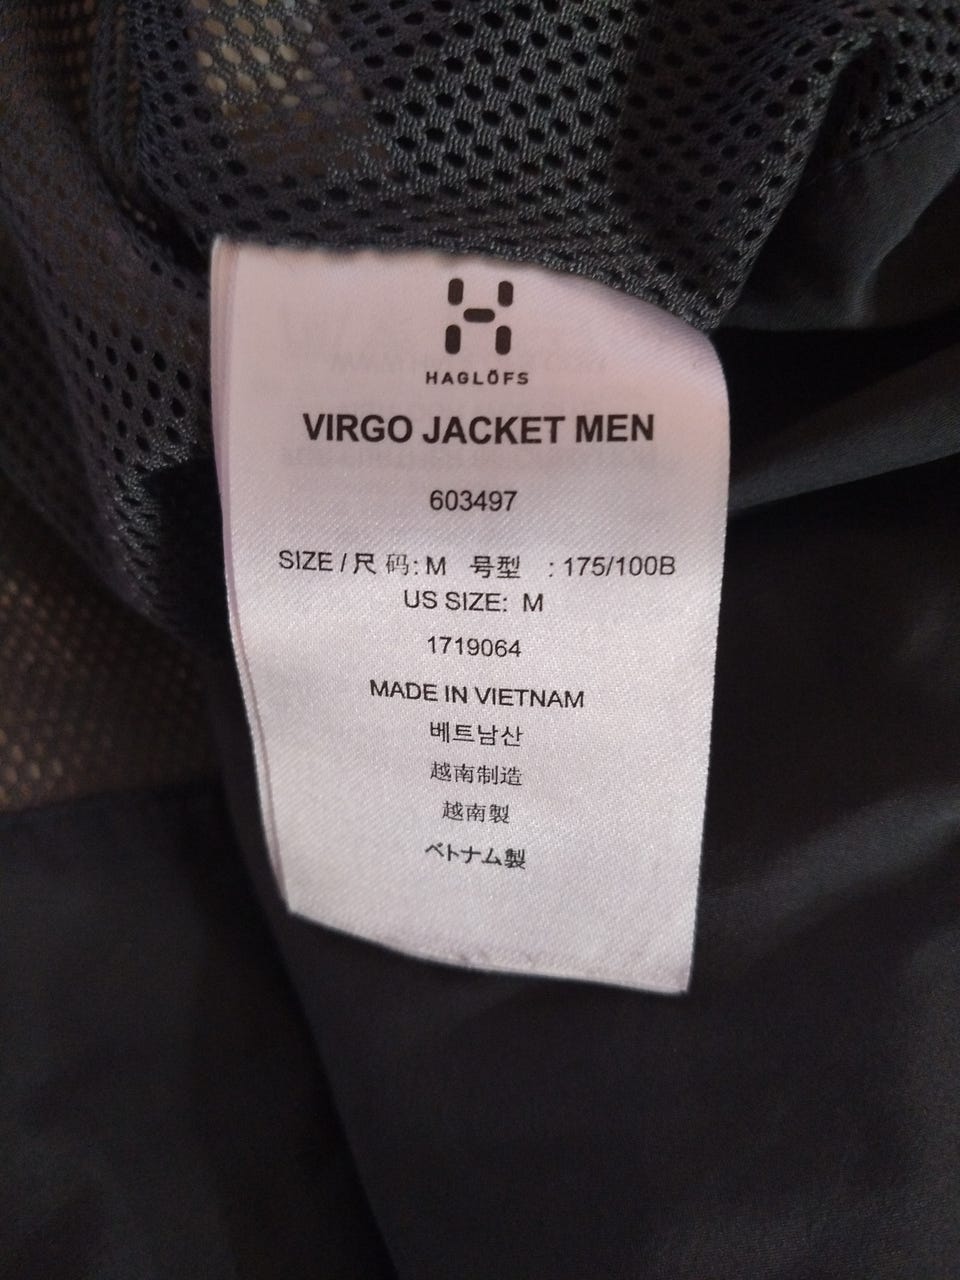 HAGLÖFS
VIRGO JACKET MEN
603497
SIZE / 尺 码: M 号型 : 175/100B
US SIZE: M
1719064
MADE IN VIETNAM
베트남산
越南制造
越南製
ベトナム製